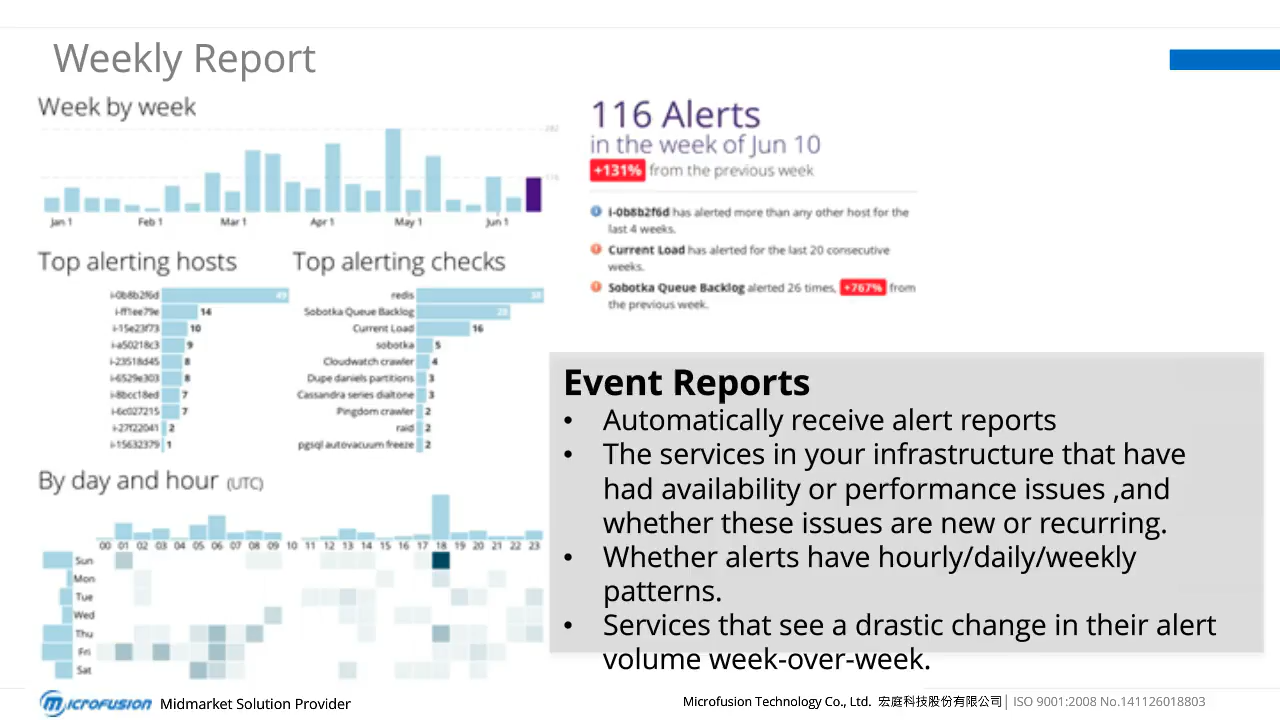 Weekly Report
Week by week
282
116
Jan 1 Feb 1 Mar 1 Apr 1 May 1 Jun 1
116 Alerts
in the week of Jun 10
+131% from the previous week
i-0b8b2f6d has alerted more than any other host for the
last 4 weeks.
Current Load has alerted for the last 20 consecutive
weeks.
Sobotka Queue Backlog alerted 26 times, +767% from
the previous week.
Top alerting hosts
i-0b8b2f6d 49
i-ff1ee79e 14
i-15e23f73 10
i-a50218c3 9
i-23518d45 8
i-6529e303 8
i-8bcc18ed 7
i-6c027215 7
i-27f22041 2
i-15632379 1
Top alerting checks
redis
Sobotka Queue Backlog
Current Load 16
sobotka 5
Cloudwatch crawler 4
Dupe daniels partitions 3
Cassandra series dialtone 3
Pingdom crawler 2
raid 2
pgsql autovacuum freeze 2
By day and hour (UTC)
00 01 02 03 04 05 06 07 08 09 10 11 12 13 14 15 16 17 18 19 20 21 22 23
Sun
Mon
Tue
Wed
Thu
Fri
Sat
Event Reports
• Automatically receive alert reports
• The services in your infrastructure that have
had availability or performance issues ,and
whether these issues are new or recurring.
• Whether alerts have hourly/daily/weekly
patterns.
• Services that see a drastic change in their alert
volume week-over-week.
Microfusion Midmarket Solution Provider
Microfusion Technology Co., Ltd. 宏庭科技股份有限公司│ ISO 9001:2008 No.141126018803